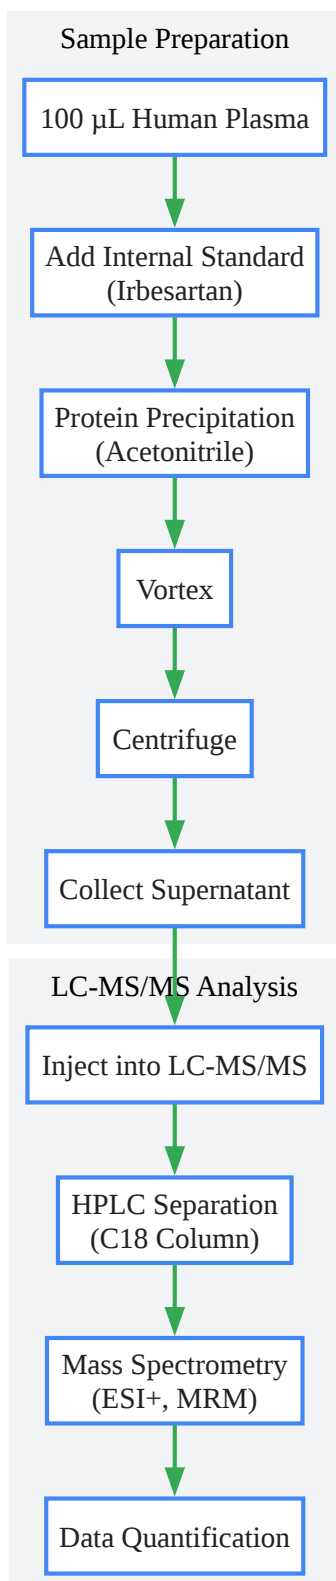 Sample Preparation
100 µL Human Plasma
Add Internal Standard
(Irbesartan)
Protein Precipitation
(Acetonitrile)
Vortex
Centrifuge
Collect Supernatant
LC-MS/MS Analysis
Inject into LC-MS/MS
HPLC Separation
(C18 Column)
Mass Spectrometry
(ESI+, MRM)
Data Quantification